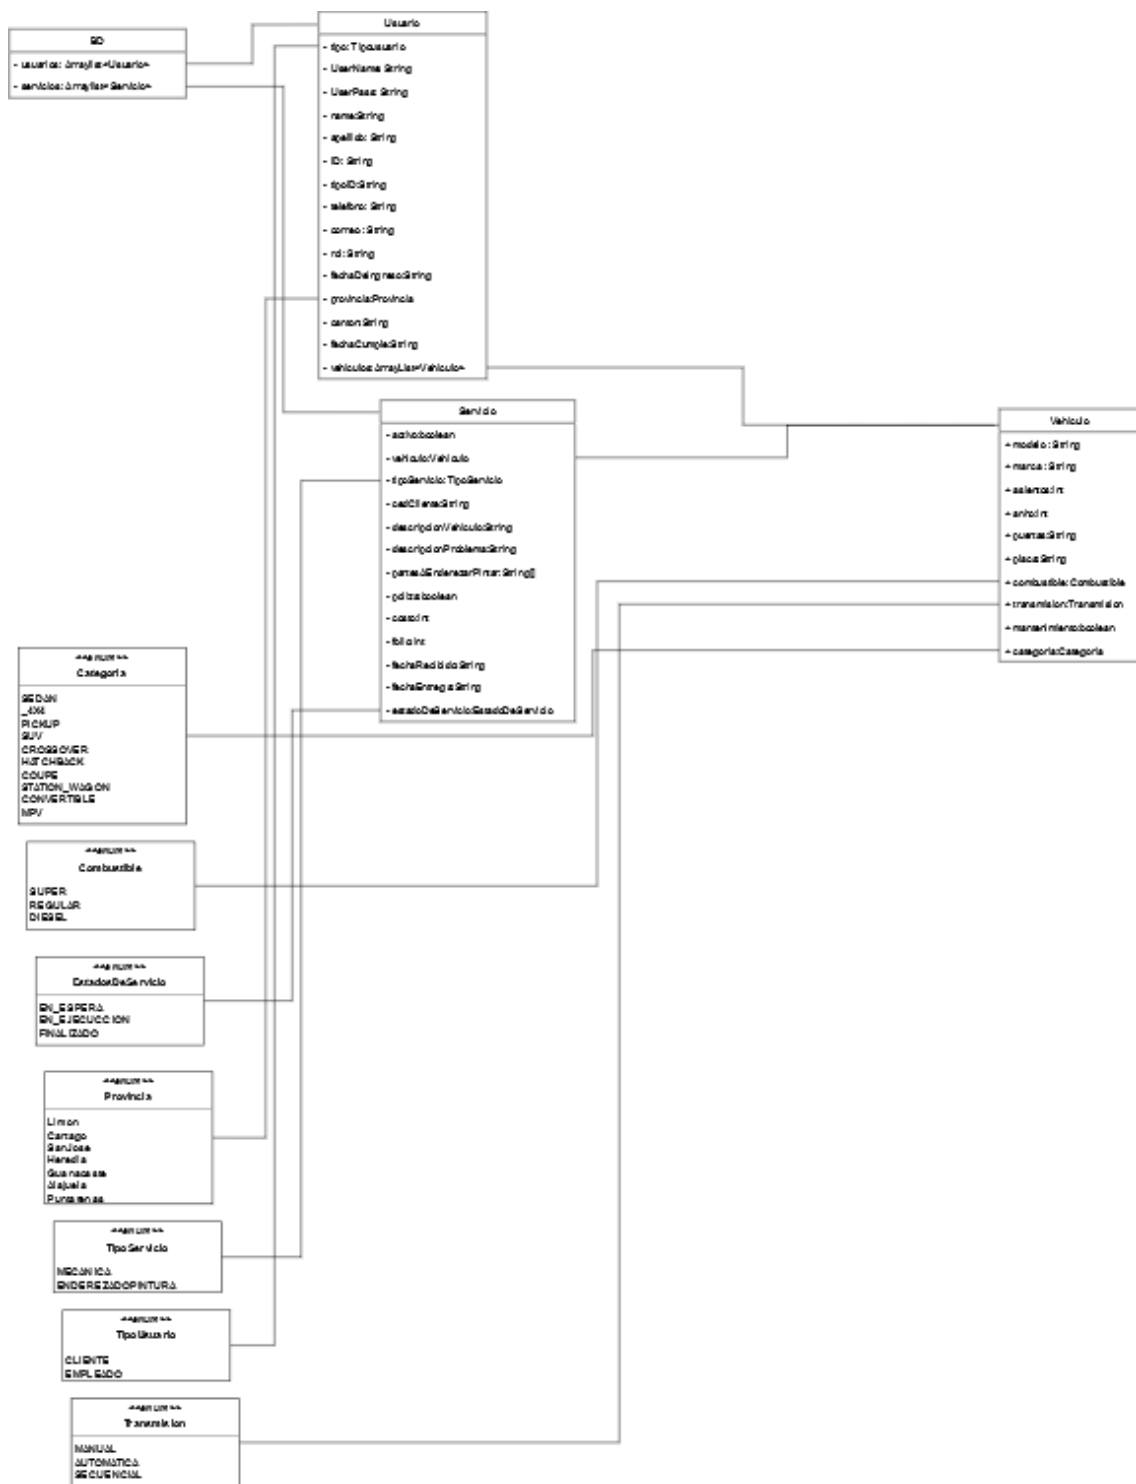 BD
- usuarios: Arraylist<Usuario>
- servicios: Arraylist<Servicio>
Usuario
- tipo: Tipousuario
- UserName: String
- UserPass: String
- name:String
- apellido: String
- ID: String
- tipoID:String
- telefono: String
- correo: String
- rol: String
- fechaDeIngreso:String
- provincia:Provincia
- canton:String
- fechaCumple:String
- vehiculos:ArrayList<Vehiculo>
Servicio
- activo:boolean
- vehiculo:Vehiculo
- tipoServicio: TipoServicio
- cedCliente:String
- descripcionVehiculo:String
- descripcionProblema:String
- partesAEnderezarPintar: String[]
- poliza:boolean
- costo:int
- folio:int
- fechaRecibido:String
- fechaEntrega:String
- estadoDeServicio:EstadoDeServicio
Vehiculo
+ modelo: String
+ marca: String
+ asientos:int
+ anho:int
+ puertas:String
+ placa:String
+ combustible: Combustible
+ transmision:Transmision
+ mantenimiento:boolean
+ categoria:Categoria
<<ENUM>>
Categoria
SEDAN
_4X4
PICKUP
SUV
CROSSOVER
HATCHBACK
COUPE
STATION_WAGON
CONVERTIBLE
MPV
<<ENUM>>
Combustible
SUPER
REGULAR
DIESEL
<<ENUM>>
EstadosDeServicio
EN_ESPERA
EN_EJECUCCION
FINALIZADO
<<ENUM>>
Provincia
Limon
Cartago
SanJose
Heredia
Guanacaste
Alajuela
Puntarenas
<<ENUM>>
TipoServicio
MECANICA
ENDEREZADOPINTURA
<<ENUM>>
TipoUsuario
CLIENTE
EMPLEADO
<<ENUM>>
Transmision
MANUAL
AUTOMATICA
SECUENCIAL